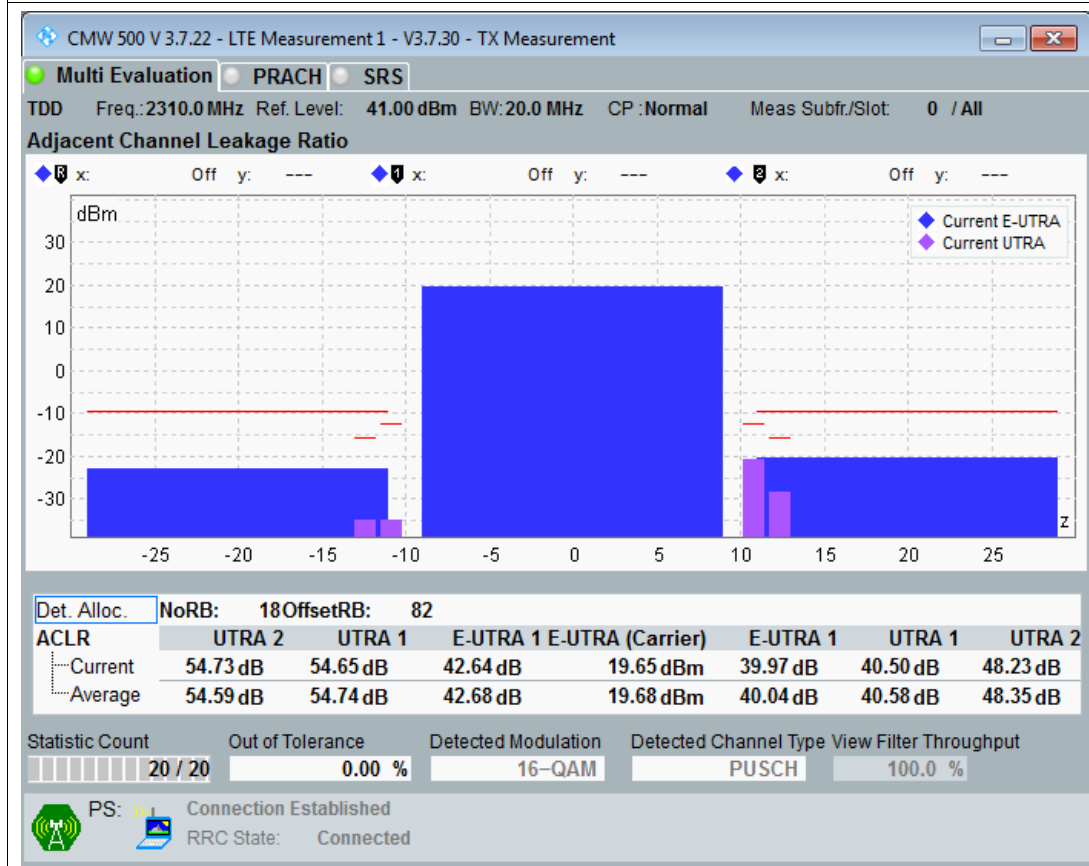 CMW 500 V 3.7.22 - LTE Measurement 1 - V3.7.30 - TX Measurement
Multi Evaluation PRACH SRS
TDD Freq.: 2310.0 MHz Ref. Level: 41.00 dBm BW: 20.0 MHz CP : Normal Meas Subfr./Slot: 0 / All
Adjacent Channel Leakage Ratio
R x: Off y: --- 1 x: Off y: --- 2 x: Off y: ---
dBm
Current E-UTRA
Current UTRA
30
20
10
0
-10
-20
-30
z
-25 -20 -15 -10 -5 0 5 10 15 20 25
Det. Alloc. NoRB: 18 OffsetRB: 82
ACLR UTRA 2 UTRA 1 E-UTRA 1 E-UTRA (Carrier) E-UTRA 1 UTRA 1 UTRA 2
Current 54.73 dB 54.65 dB 42.64 dB 19.65 dBm 39.97 dB 40.50 dB 48.23 dB
Average 54.59 dB 54.74 dB 42.68 dB 19.68 dBm 40.04 dB 40.58 dB 48.35 dB
Statistic Count Out of Tolerance Detected Modulation Detected Channel Type View Filter Throughput
20 / 20 0.00 % 16-QAM PUSCH 100.0 %
PS: Connection Established
RRC State: Connected